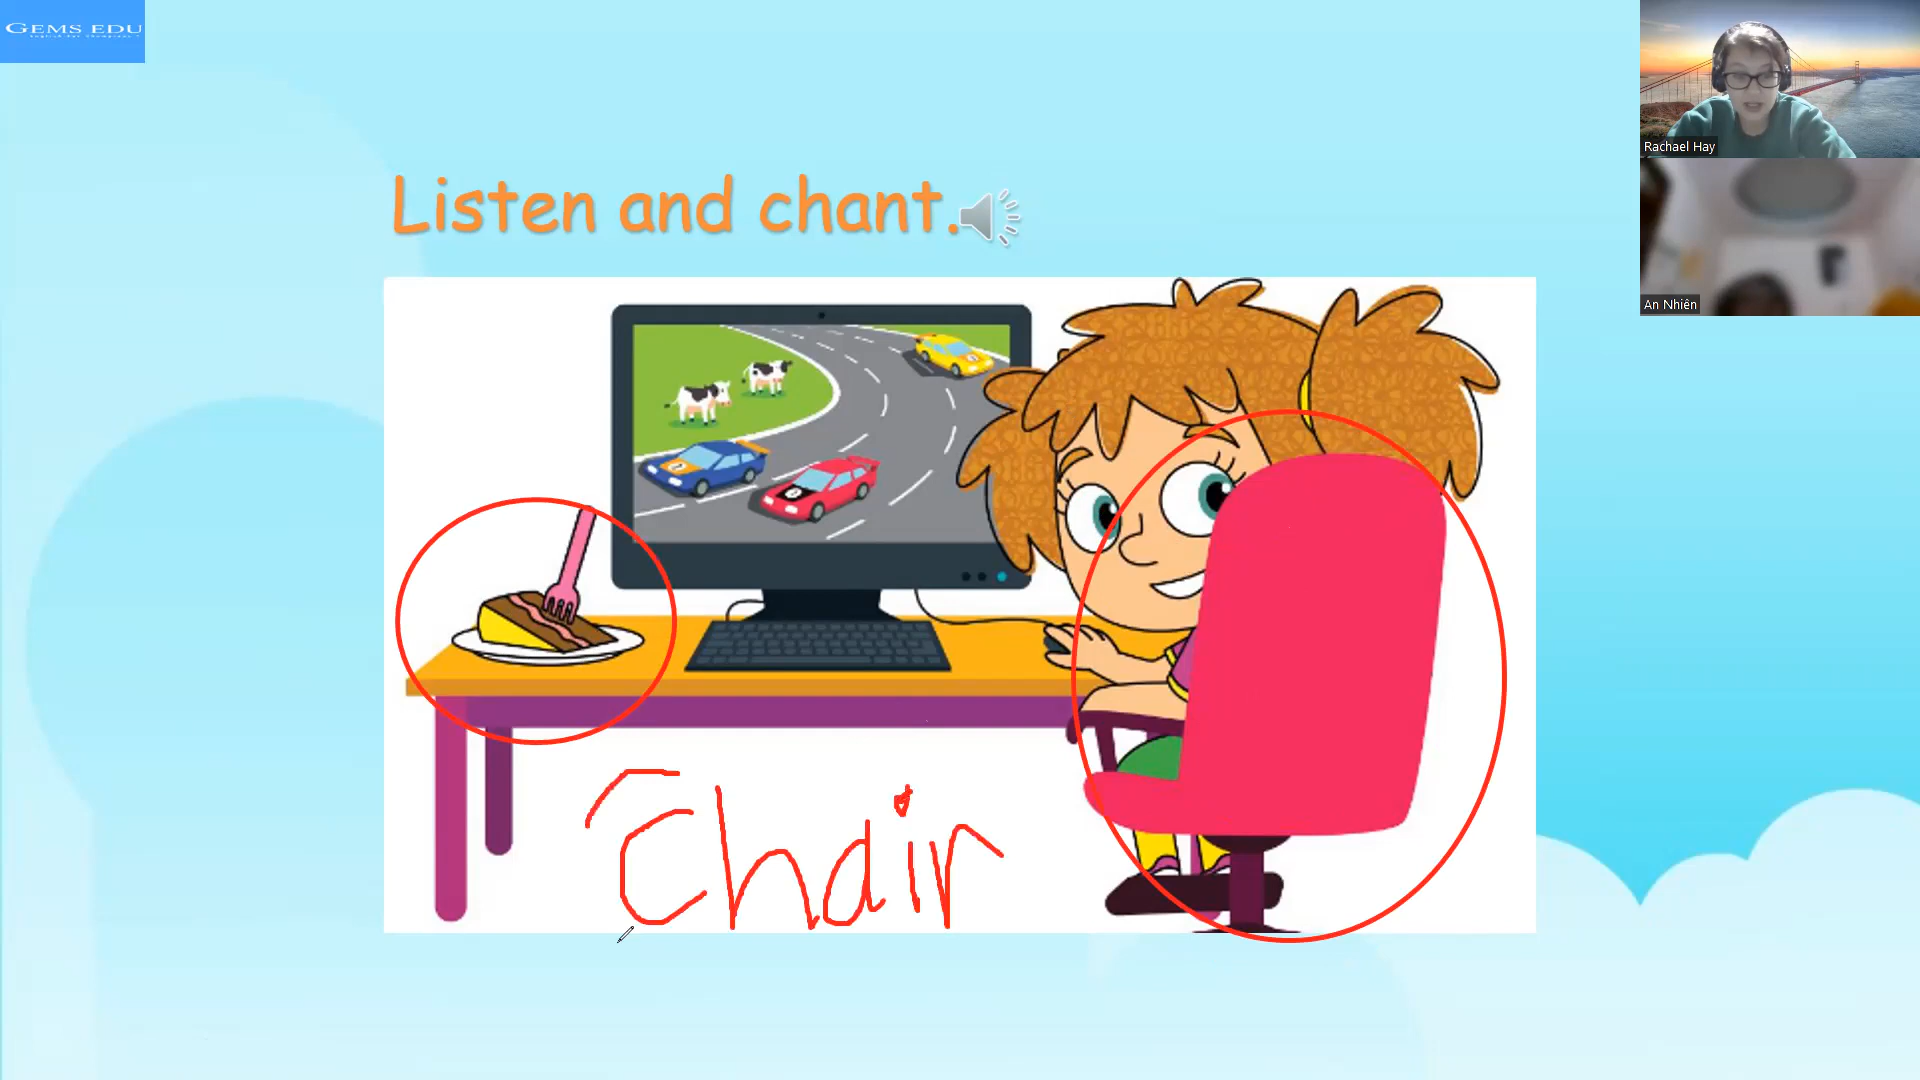 GEMS EDU
Rachael Hay
An Nhiên
Listen and chant.
Chair